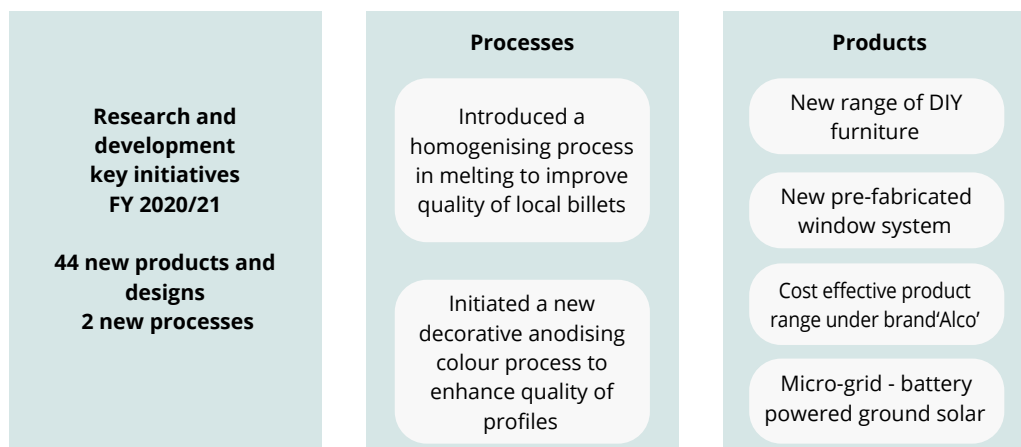 Research and
development
key initiatives
FY 2020/21
44 new products and
designs
2 new processes
Processes
Introduced a
homogenising process
in melting to improve
quality of local billets
Initiated a new
decorative anodising
colour process to
enhance quality of
profiles
Products
New range of DIY
furniture
New pre-fabricated
window system
Cost effective product
range under brand‘Alco’
Micro-grid - battery
powered ground solar